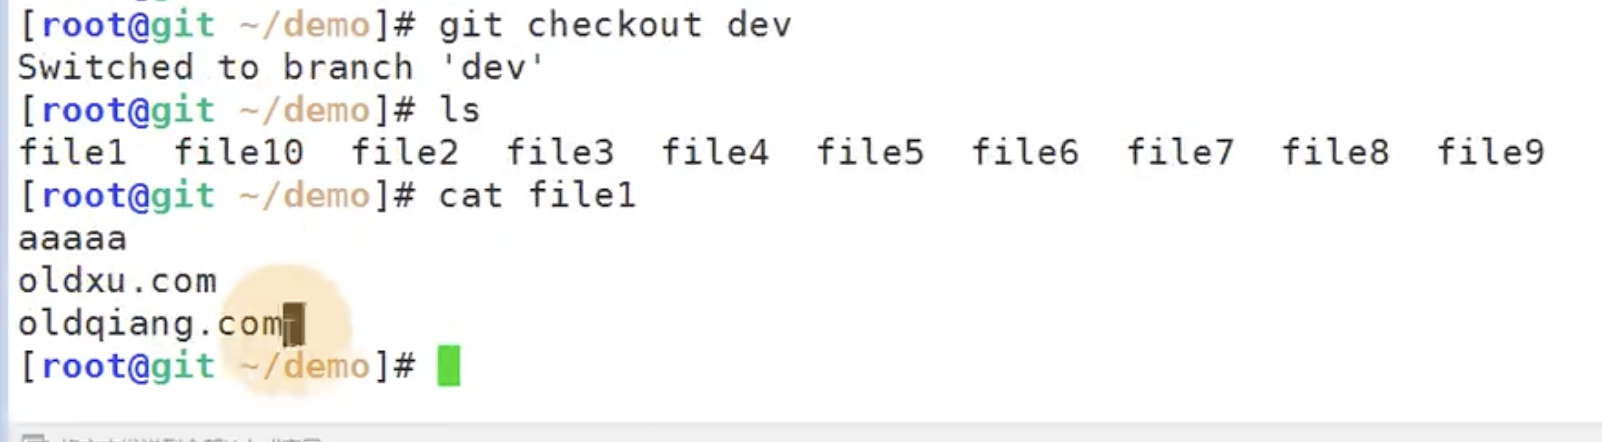 [root@git ~/demo]# git checkout dev
Switched to branch 'dev'
[root@git ~/demo]# ls
file1  file10  file2  file3  file4  file5  file6  file7  file8  file9
[root@git ~/demo]# cat file1
aaaaa
oldxu.com
oldqiang.com
[root@git ~/demo]#